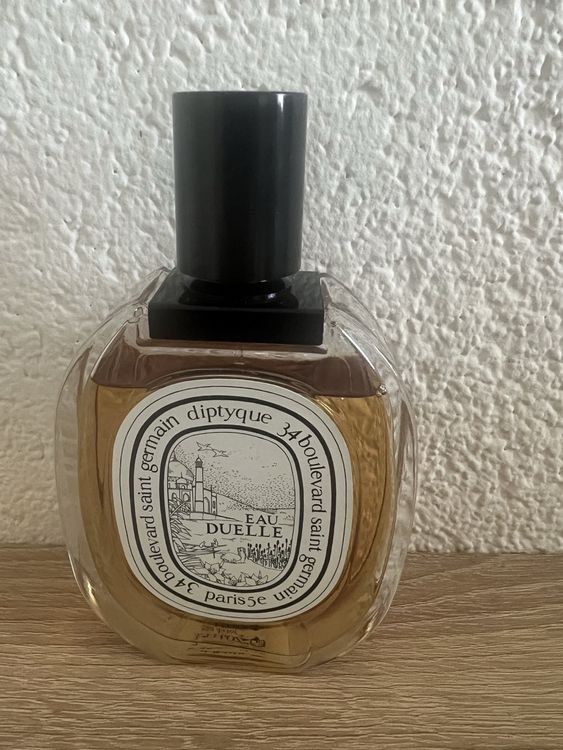 diptyque 34 boulevard saint germain paris 5e 34 boulevard saint germain
EAU
DUELLE